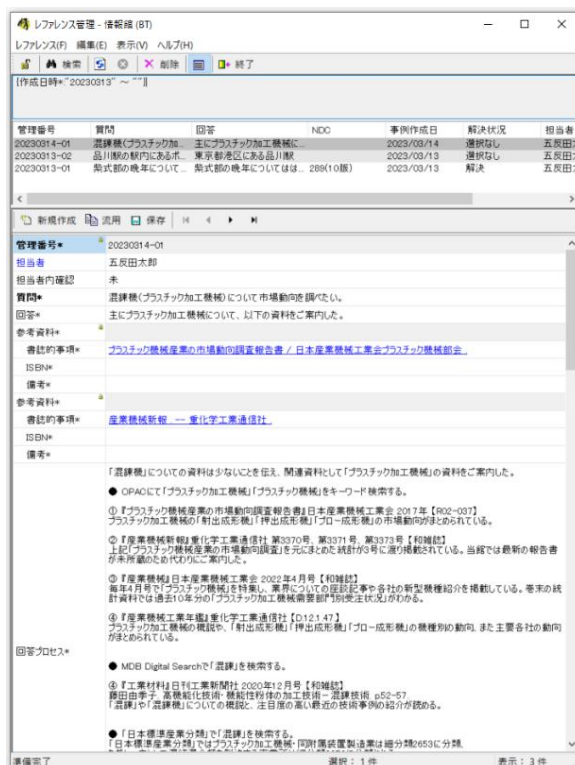 レファレンス管理 - 情報館 (BT)
レファレンス(F) 編集(E) 表示(V) ヘルプ(H)
検索 削除 終了
[作成日時*:"20230313" ～ ""]]
管理番号 質問 回答 NDC 事例作成日 解決状況 担当者
20230314-01 混錬機(プラスチック加... 主にプラスチック加工機械に... 2023/03/14 選択なし 五反田太
20230313-02 品川駅の駅内にあるポ... 東京都港区にある品川駅 2023/03/13 選択なし 五反田太
20230313-01 紫式部の晩年について... 紫式部の晩年についてはは... 289(10版) 2023/03/13 解決 五反田太
新規作成 流用 保存
管理番号* 20230314-01
担当者 五反田太郎
担当者内確認 未
質問* 混錬機(プラスチック加工機械)について市場動向を調べたい。
回答* 主にプラスチック加工機械について、以下の資料をご案内した。
参考資料*
書誌的事項* プラスチック機械産業の市場動向調査報告書 / 日本産業機械工業会プラスチック機械部会.
ISBN*
備考*
参考資料*
書誌的事項* 産業機械新報. -- 重化学工業通信社.
ISBN*
備考*
「混錬機」についての資料は少ないことを伝え、関連資料として「プラスチック加工機械」の資料をご案内した。
● OPACにて「プラスチック加工機械」「プラスチック機械」をキーワード検索する。
①『プラスチック機械産業の市場動向調査報告書』日本産業機械工業会 2017年【R02-037】
プラスチック加工機械の「射出成形機」「押出成形機」「ブロー成形機」の市場動向がまとめられている。
②『産業機械新報』重化学工業通信社 第3370号、第3371号、第3373号【和雑誌】
上記「プラスチック機械産業の市場動向調査」を元にまとめた統計が3号に渡り掲載されている。当館では最新の報告書
が未所蔵のため代わりにご案内した。
③『産業機械』日本産業機械工業会 2022年4月号【和雑誌】
毎年4月号で「プラスチック機械」を特集し、業界についての座談記事や各社の新型機種紹介を掲載している。巻末の統
計資料では過去10年分の「プラスチック加工機械需要部門別受注状況」がわかる。
④『産業機械工業年鑑』重化学工業通信社【D12.1.47】
プラスチック加工機械の概説や、「射出成形機」「押出成形機」「ブロー成形機」の機種別の動向、また主要各社の動向
がまとめられている。
回答プロセス*
● MDB Digital Searchで「混錬」を検索する。
④『工業材料』日刊工業新聞社 2020年12月号【和雑誌】
藤田由季子. 高機能化技術・機能性粉体の加工技術－混錬技術. p52-57.
「混錬」や「混錬機」についての概説と、注目度の高い最近の技術事例の紹介が読める。
● 「日本標準産業分類」で「混錬」を検索する。
「日本標準産業分類」ではプラスチック加工機械・同附属装置製造業は細分類2653に分類、
準備完了 選択：1件 表示：3件